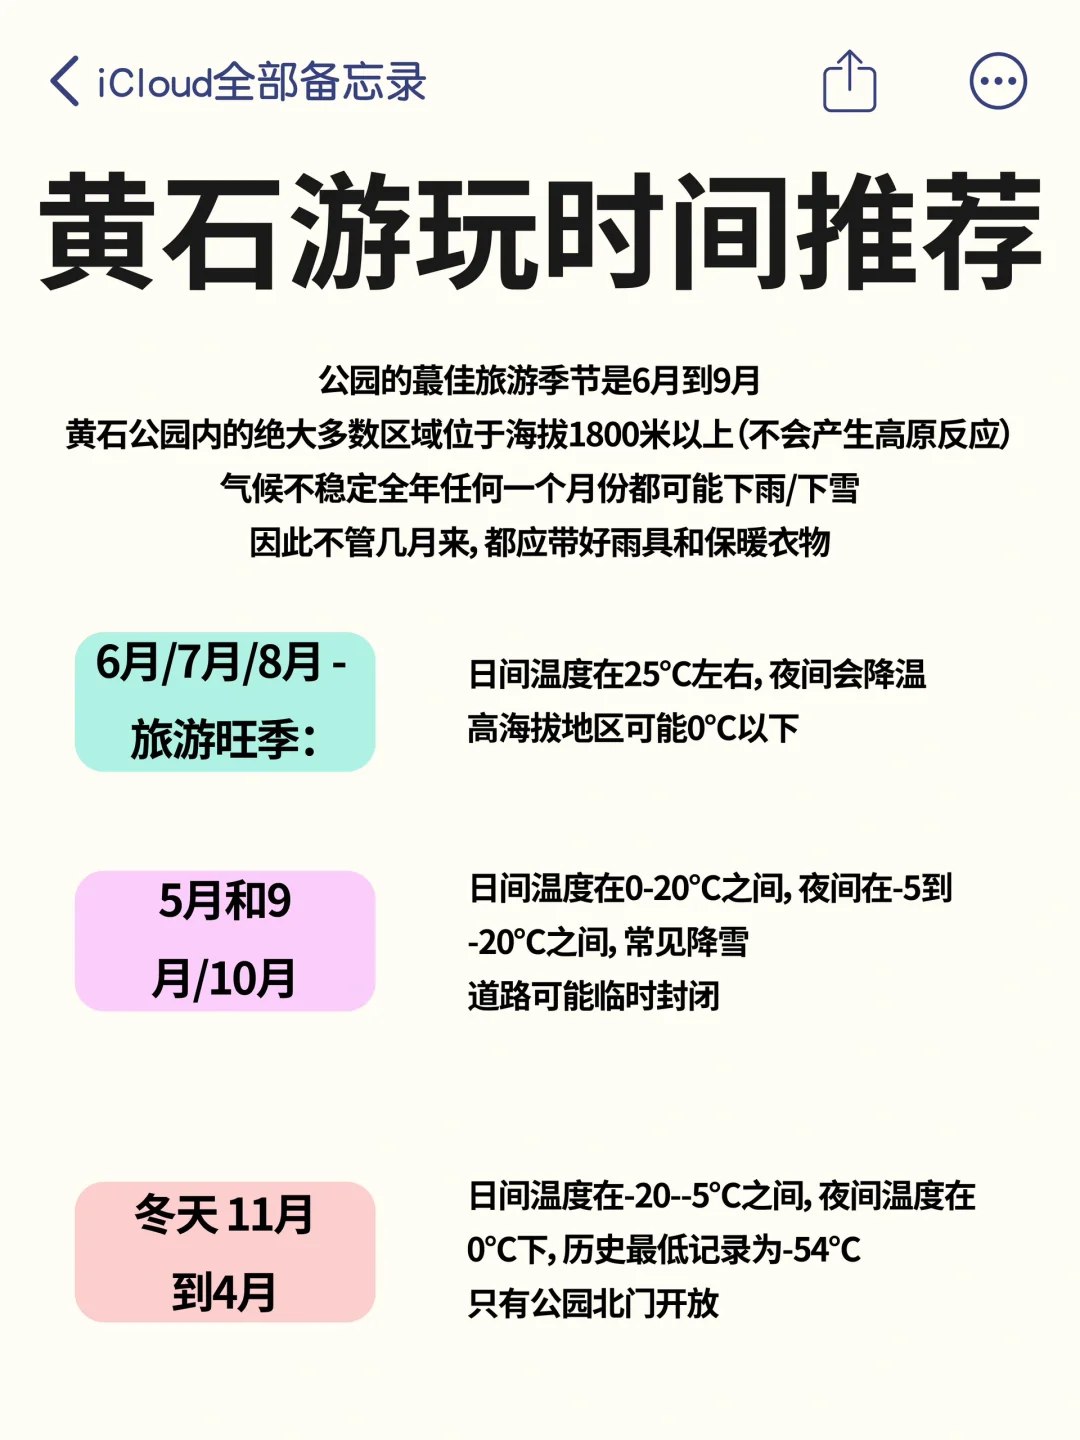 iCloud全部备忘录
黄石游玩时间推荐
公园的蕞佳旅游季节是6月到9月
黄石公园内的绝大多数区域位于海拔1800米以上(不会产生高原反应)
气候不稳定全年任何一个月份都可能下雨/下雪
因此不管几月来, 都应带好雨具和保暖衣物
6月/7月/8月 -
旅游旺季：
日间温度在25℃左右, 夜间会降温
高海拔地区可能0℃以下
5月和9
月/10月
日间温度在0-20℃之间, 夜间在-5到
-20℃之间, 常见降雪
道路可能临时封闭
冬天 11月
到4月
日间温度在-20--5℃之间, 夜间温度在
0℃下, 历史最低记录为-54℃
只有公园北门开放